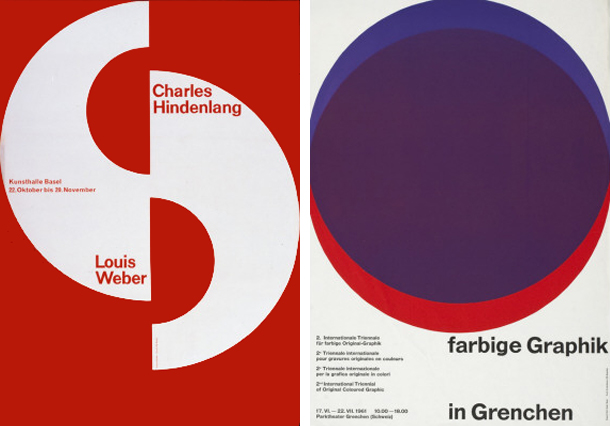 Charles
Hindenlang
Kunsthalle Basel
22. Oktober bis 20. November
Louis
Weber
farbige Graphik
2. Internationale Triennale
für farbige Original-Graphik
2e Triennale internationale
pour gravures originales en couleurs
2a Triennale internazionale
per la grafica originale in colori
2nd International Triennial
of Original Coloured Graphic
17. VI. — 22. VII. 1961 10.00—19.00
Parktheater Grenchen (Schweiz)
in Grenchen